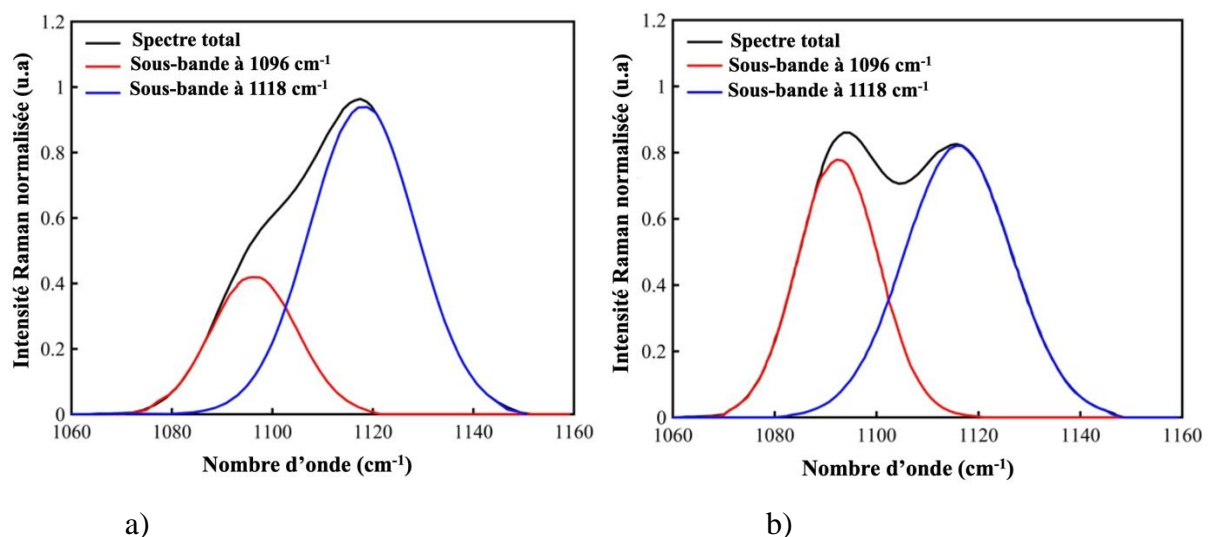 1.2
Spectre total
Sous-bande à 1096 cm-1
Sous-bande à 1118 cm-1
1
0.8
0.6
0.4
0.2
0
1060
1080
1100
1120
1140
1160
Intensité Raman normalisée (u.a)
Nombre d’onde (cm-1)
a)
1.2
Spectre total
Sous-bande à 1096 cm-1
Sous-bande à 1118 cm-1
1
0.8
0.6
0.4
0.2
0
1060
1080
1100
1120
1140
1160
Intensité Raman normalisée (u.a)
Nombre d’onde (cm-1)
b)